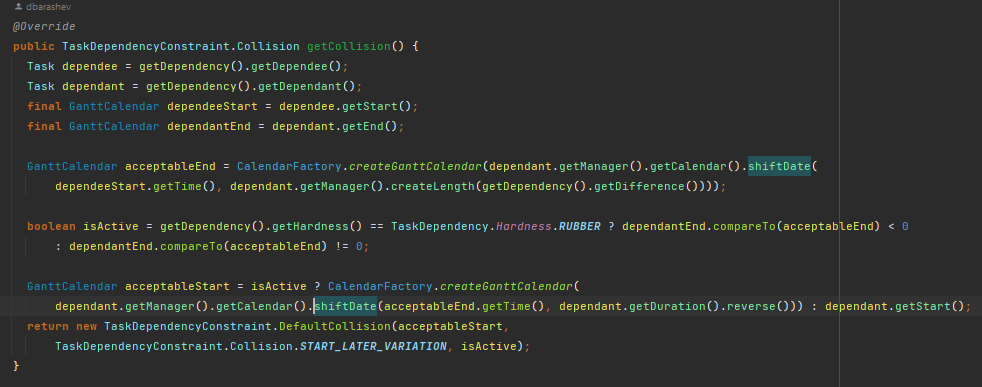 dbarashev
@Override
public TaskDependencyConstraint.Collision getCollision() {
  Task dependee = getDependency().getDependee();
  Task dependant = getDependency().getDependant();
  final GanttCalendar dependeeStart = dependee.getStart();
  final GanttCalendar dependantEnd = dependant.getEnd();

  GanttCalendar acceptableEnd = CalendarFactory.createGanttCalendar(dependant.getManager().getCalendar().shiftDate(
      dependeeStart.getTime(), dependant.getManager().createLength(getDependency().getDifference())));

  boolean isActive = getDependency().getHardness() == TaskDependency.Hardness.RUBBER ? dependantEnd.compareTo(acceptableEnd) < 0
      : dependantEnd.compareTo(acceptableEnd) != 0;

  GanttCalendar acceptableStart = isActive ? CalendarFactory.createGanttCalendar(
      dependant.getManager().getCalendar().shiftDate(acceptableEnd.getTime(), dependant.getDuration().reverse())) : dependant.getStart();
  return new TaskDependencyConstraint.DefaultCollision(acceptableStart,
      TaskDependencyConstraint.Collision.START_LATER_VARIATION, isActive);
}